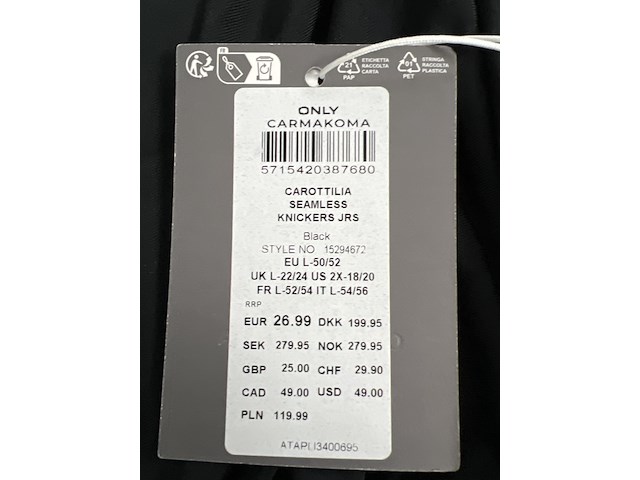 FR
21
PAP
ETICHETTA
RACCOLTA
CARTA
01
PET
STRINGA
RACCOLTA
PLASTICA
ONLY
CARMAKOMA
5715420387680
CAROTTILIA
SEAMLESS
KNICKERS JRS
Black
STYLE NO 15294672
EU L-50/52
UK L-22/24 US 2X-18/20
FR L-52/54 IT L-54/56
RRP
EUR 26.99 DKK 199.95
SEK 279.95 NOK 279.95
GBP 25.00 CHF 29.90
CAD 49.00 USD 49.00
PLN 119.99
ATAPLI3400695